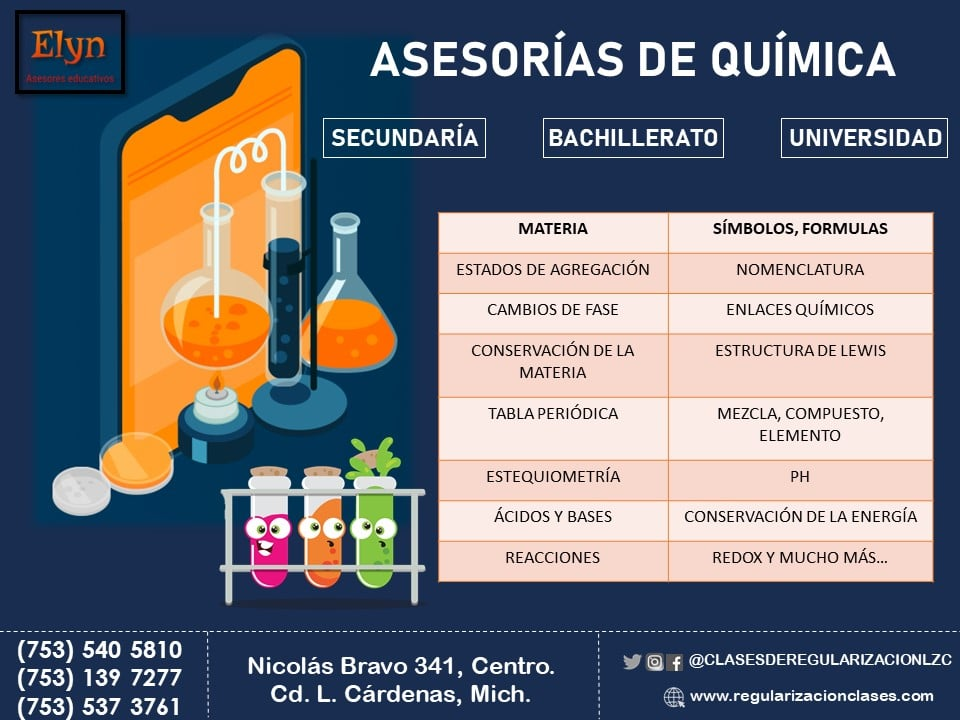 Elyn
Asesores educativos
ASESORÍAS DE QUÍMICA
SECUNDARÍA
BACHILLERATO
UNIVERSIDAD
MATERIA
SÍMBOLOS, FORMULAS
ESTADOS DE AGREGACIÓN
NOMENCLATURA
CAMBIOS DE FASE
ENLACES QUÍMICOS
CONSERVACIÓN DE LA
MATERIA
ESTRUCTURA DE LEWIS
TABLA PERIÓDICA
MEZCLA, COMPUESTO,
ELEMENTO
ESTEQUIOMETRÍA
PH
ÁCIDOS Y BASES
CONSERVACIÓN DE LA ENERGÍA
REACCIONES
REDOX Y MUCHO MÁS...
(753) 540 5810
(753) 139 7277
(753) 537 3761
Nicolás Bravo 341, Centro.
Cd. L. Cárdenas, Mich.
@CLASESDEREGULARIZACIONLZC
www.regularizacionclases.com